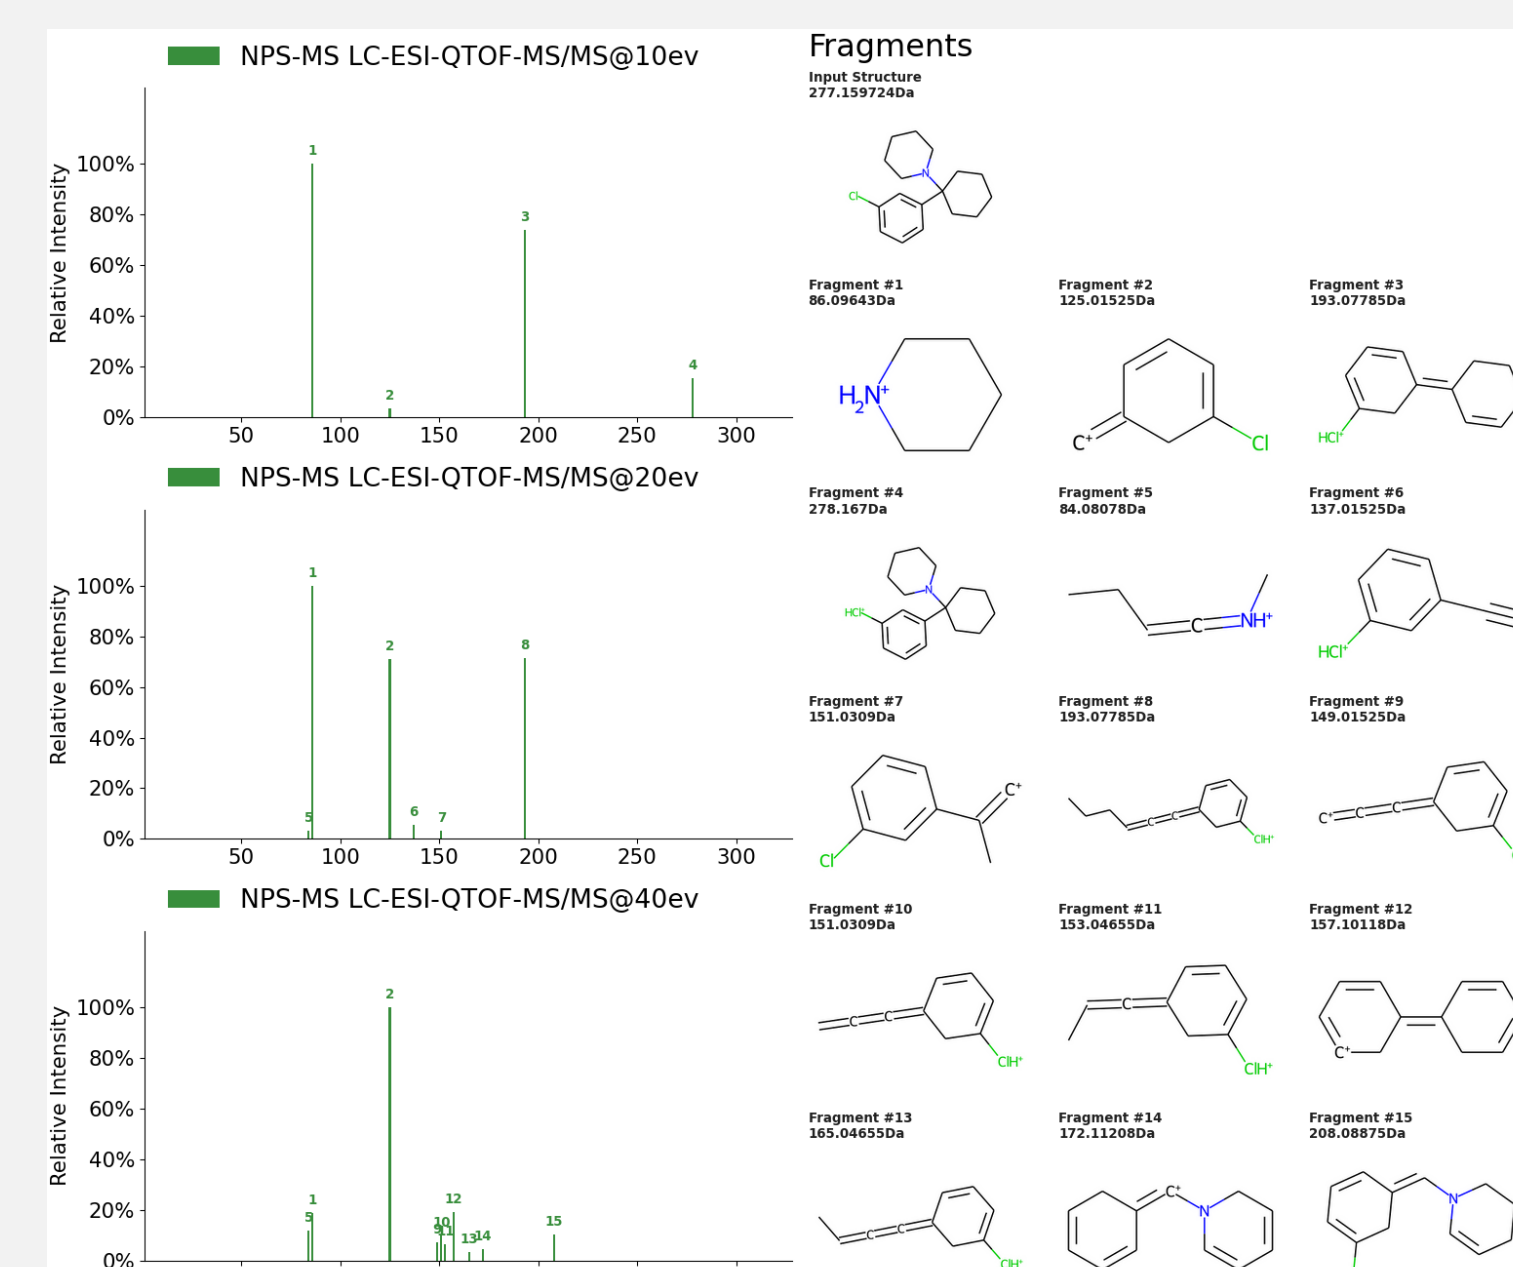 NPS-MS LC-ESI-QTOF-MS/MS@10ev
Relative Intensity
100%
80%
60%
40%
20%
0%
1
2
3
4
50 100 150 200 250 300
NPS-MS LC-ESI-QTOF-MS/MS@20ev
Relative Intensity
100%
80%
60%
40%
20%
0%
5
1
2
6
7
8
50 100 150 200 250 300
NPS-MS LC-ESI-QTOF-MS/MS@40ev
Relative Intensity
100%
80%
60%
40%
20%
0%
5
1
2
9
10
11
12
13
14
15
Fragments
Input Structure
277.159724Da
N
Cl
Fragment #1
86.09643Da
H2N+
Fragment #2
125.01525Da
C+
Cl
Fragment #3
193.07785Da
HCl+
Fragment #4
278.167Da
N
HCl+
Fragment #5
84.08078Da
C
NH+
Fragment #6
137.01525Da
HCl+
Fragment #7
151.0309Da
C+
Cl
Fragment #8
193.07785Da
C
C
ClH+
Fragment #9
149.01525Da
C+
C
C
Fragment #10
151.0309Da
C
C
ClH+
Fragment #11
153.04655Da
C
ClH+
Fragment #12
157.10118Da
C+
Fragment #13
165.04655Da
C
C
ClH+
Fragment #14
172.11208Da
C+
N
Fragment #15
208.08875Da
N